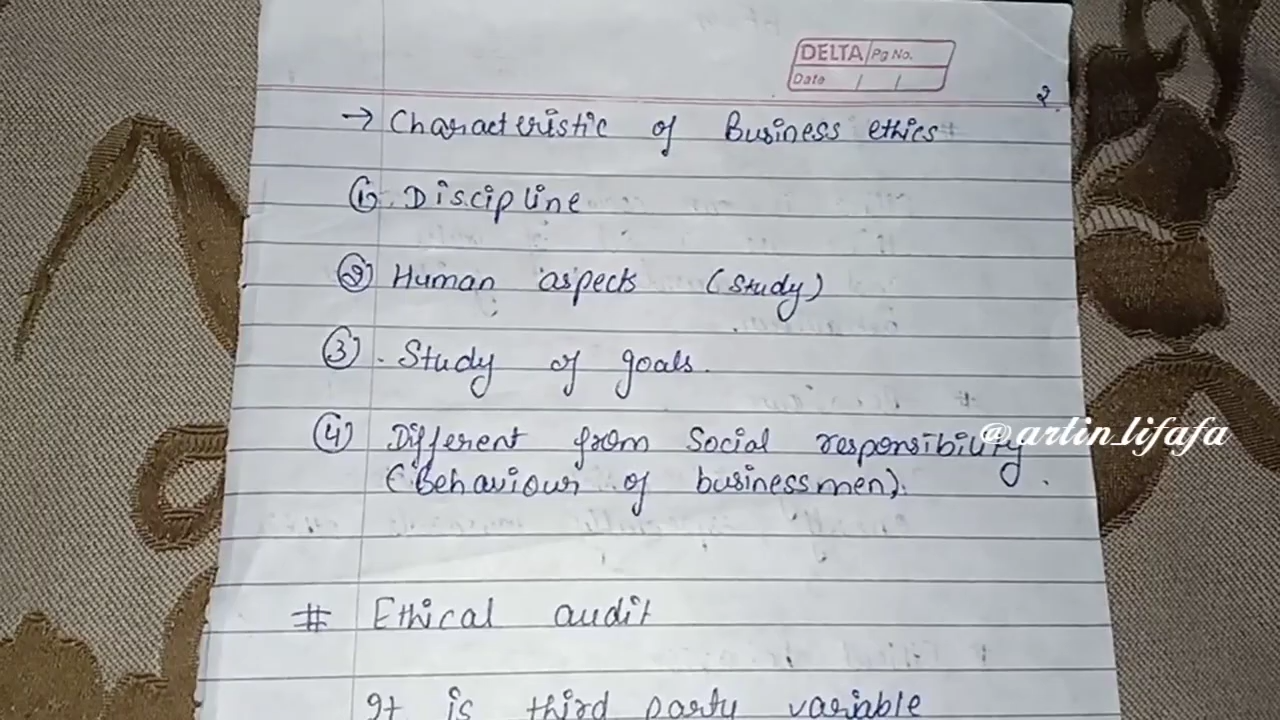 DELTA Pg No.
Date / /
2
→ Characteristic of Business ethics
① Discipline
② Human aspects (study)
③ . Study of goals.
④ Different from Social responsibility
(Behaviour of businessmen).
@artin_lifafa
# Ethical audit
It is third party variable